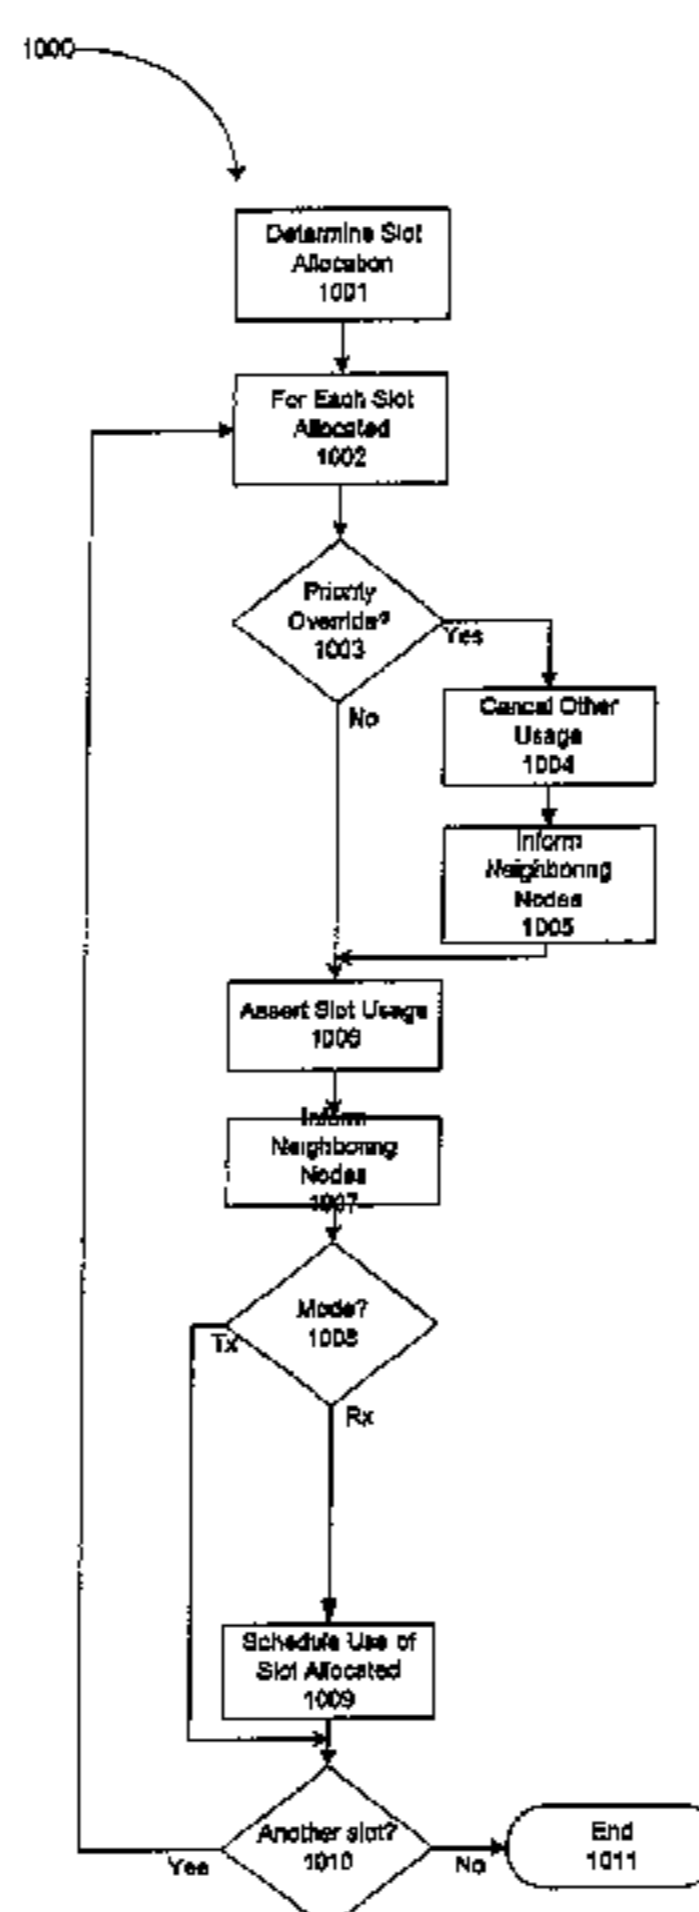 1000
Determine Slot
Allocation
1001
For Each Slot
Allocated
1002
Priority
Override?
1003
Yes
No
Cancel Other
Usage
1004
Inform
Neighboring
Nodes
1005
Assert Slot Usage
1006
Inform
Neighboring
Nodes
1007
Mode?
1008
Tx
Rx
Schedule Use of
Slot Allocated
1009
Another slot?
1010
Yes
No
End
1011